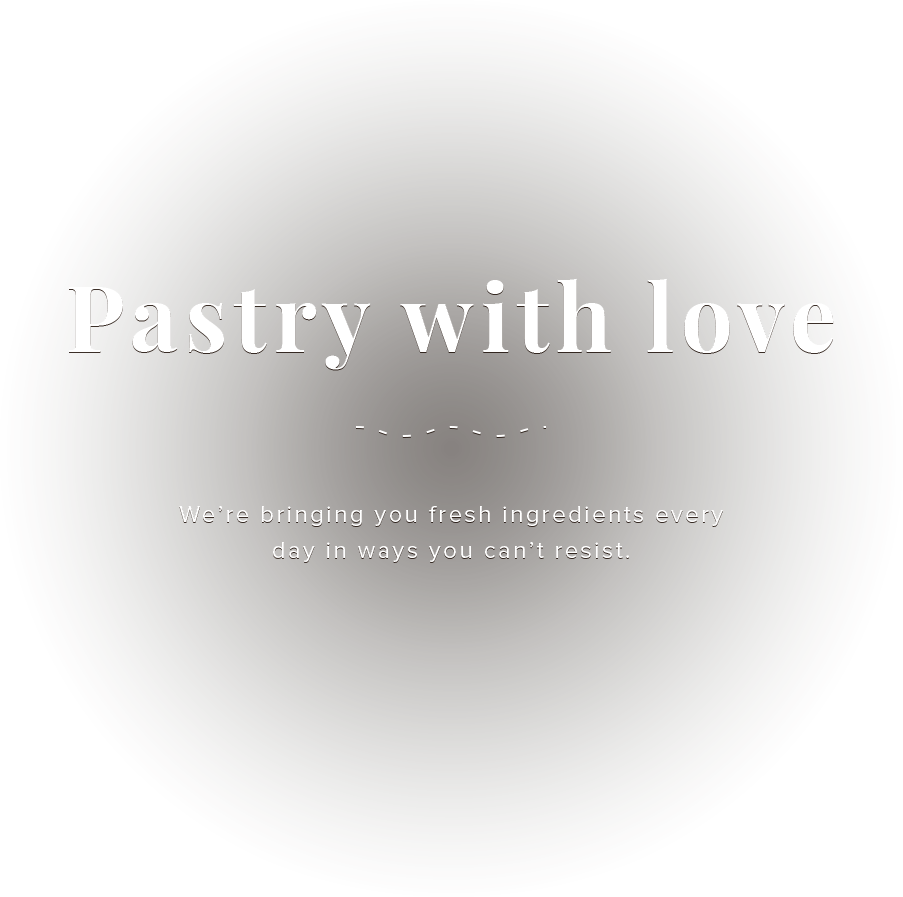 Pastry with love
We’re bringing you fresh ingredients every
day in ways you can’t resist.